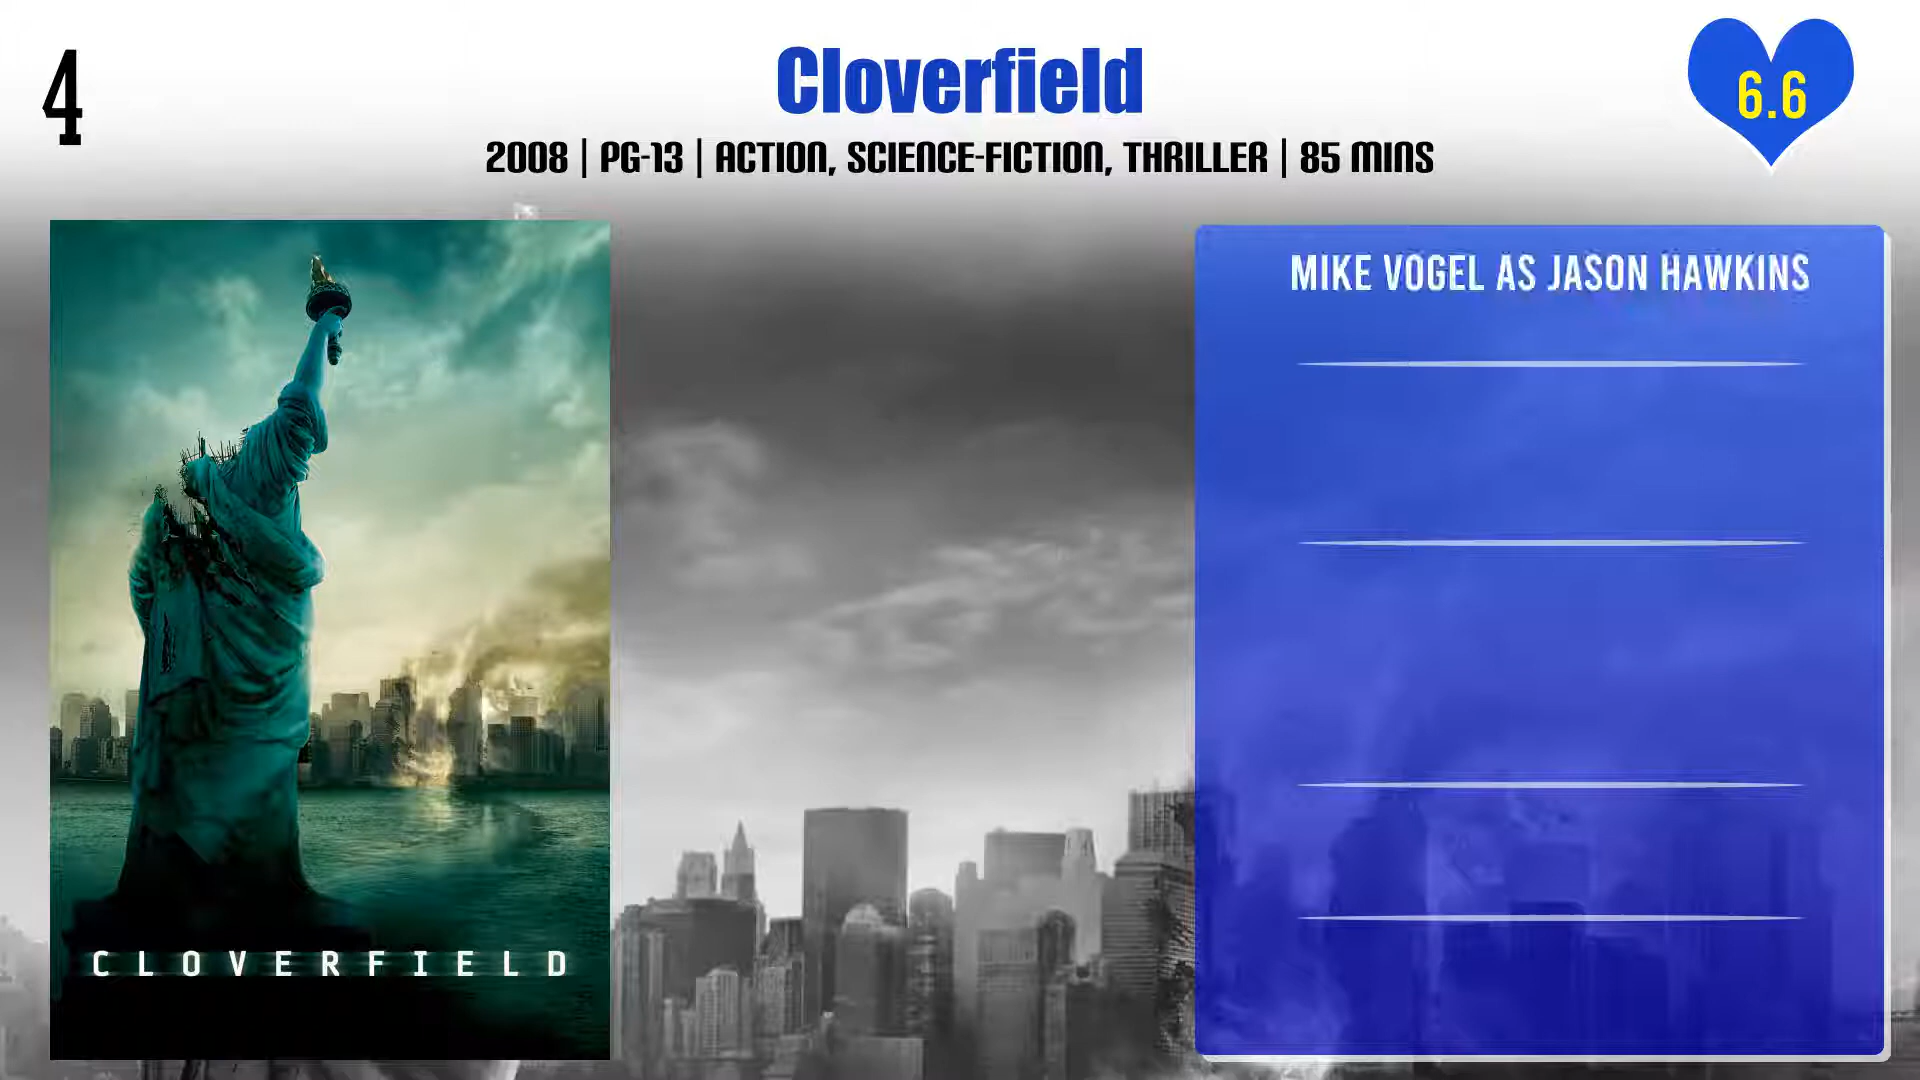 4
Cloverfield
6.6
2008 | PG-13 | ACTION, SCIENCE-FICTION, THRILLER | 85 MINS
MIKE VOGEL AS JASON HAWKINS
CLOVERFIELD